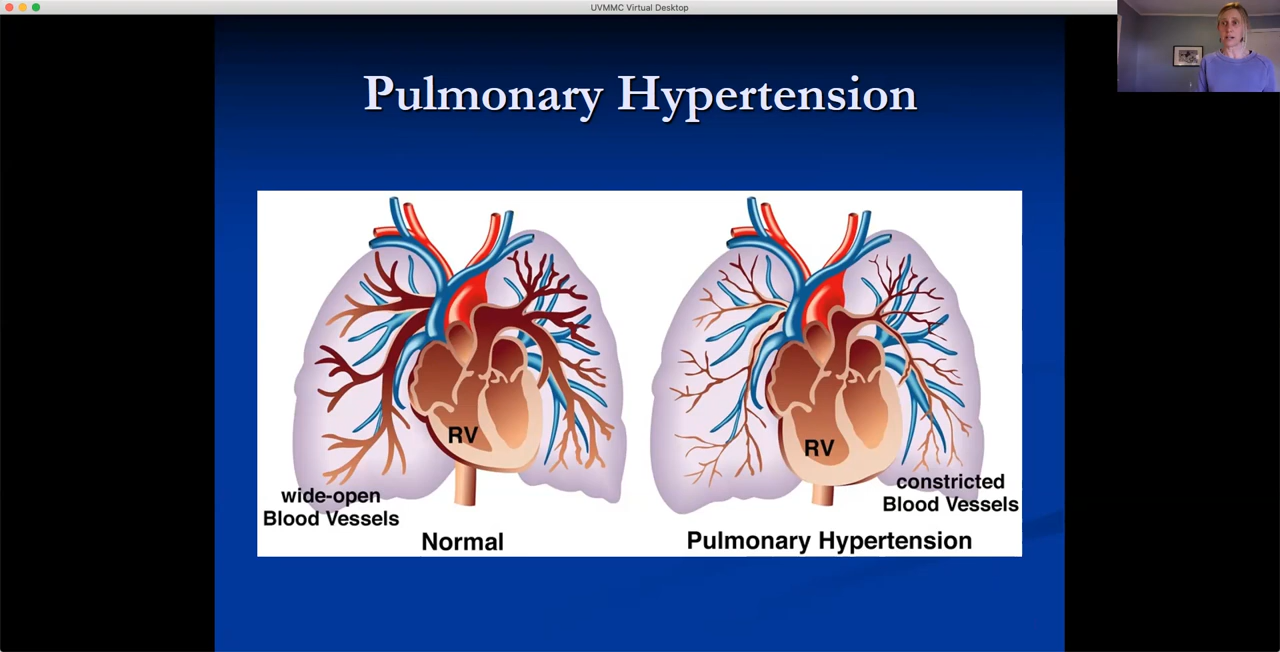 UVMMC Virtual Desktop
Pulmonary Hypertension
RV
wide-open
Blood Vessels
Normal
RV
constricted
Blood Vessels
Pulmonary Hypertension